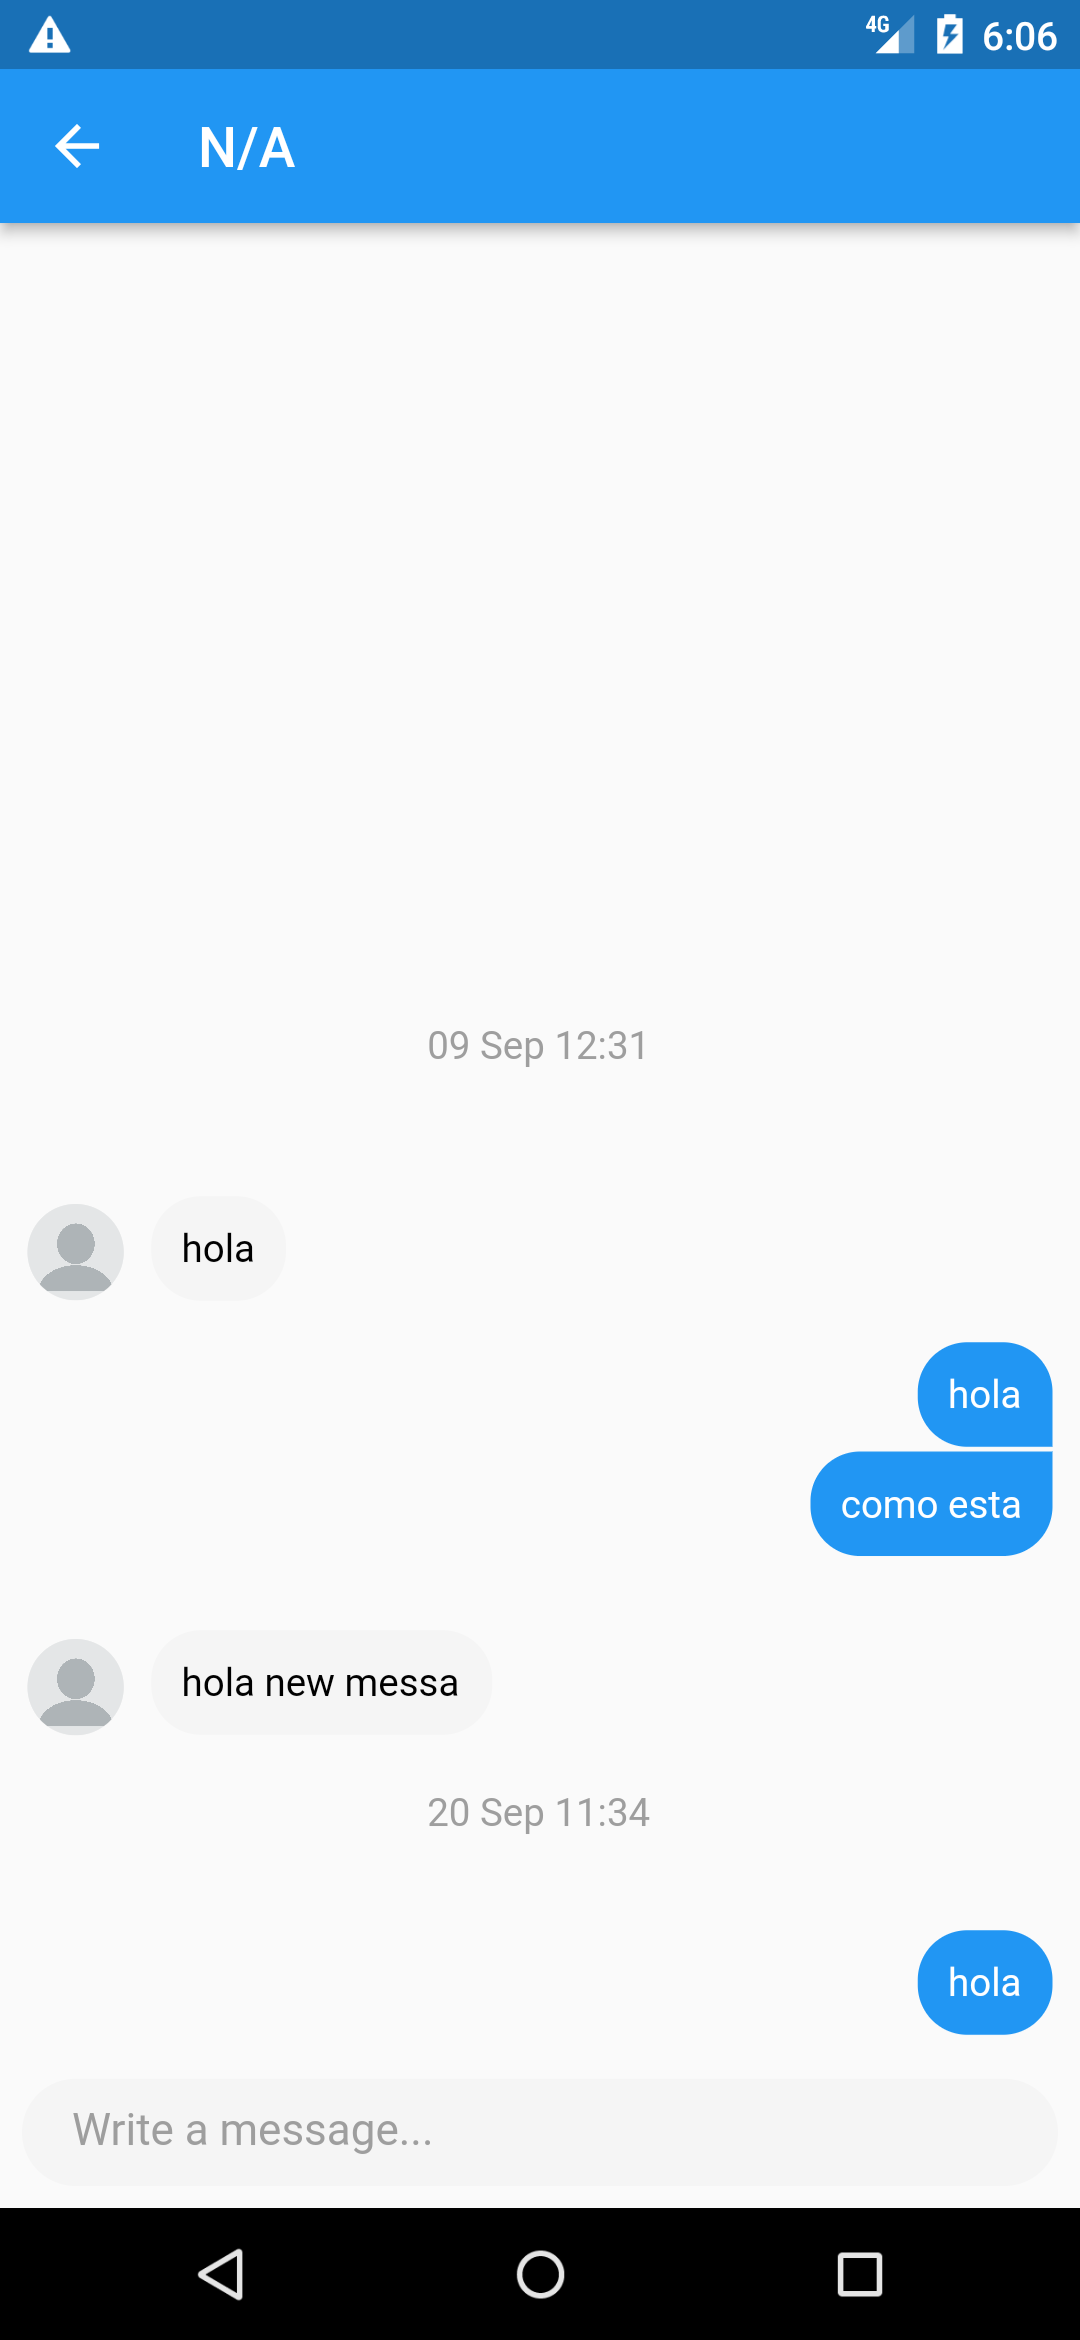 4G 6:06
N/A
09 Sep 12:31
hola
hola
como esta
hola new messa
20 Sep 11:34
hola
Write a message...